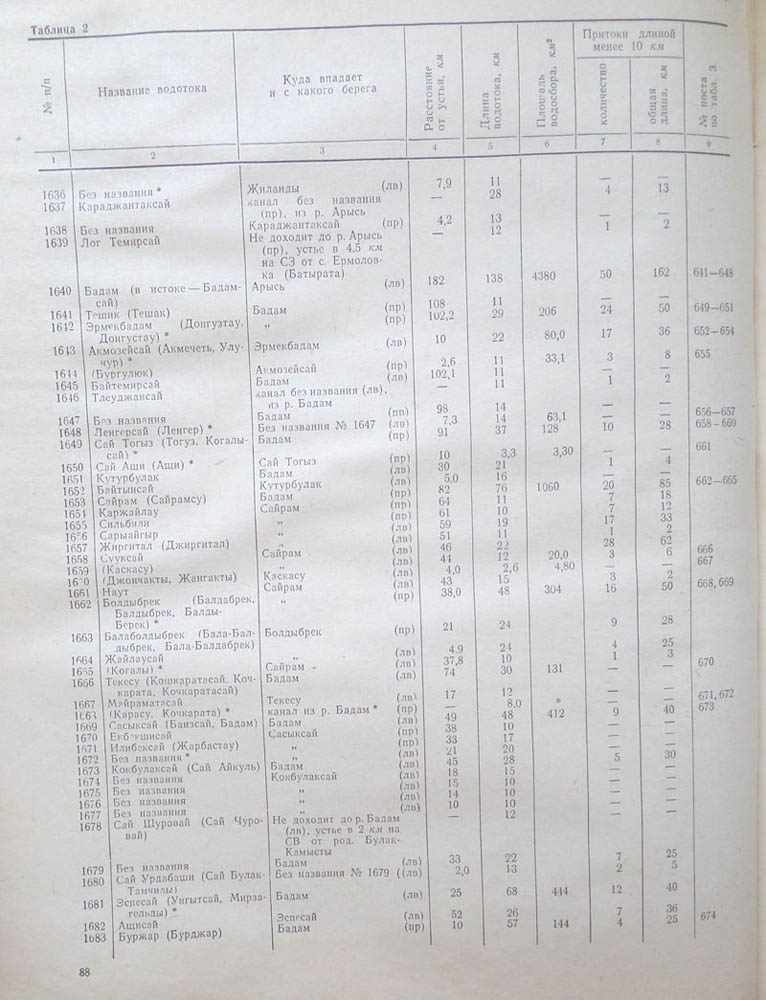 Таблица 2
№ п/п Название водотока Куда впадает и с какого берега Расстояние от устья, км Длина водотока, км Площадь водосбора, км² Притоки длиной менее 10 км количество общая длина, км № поста по табл. 3
1 2 3 4 5 6 7 8 9
1636 Без названия * Жиланды (лв) 7,9 11 4 13
1637 Караджантаксай канал без названия — 28
(пр), из р. Арысь
1638 Без названия Караджантаксай (пр) 4,2 13 1 2
1639 Лог Темирсай Не доходит до р. Арысь — 12
(пр), устье в 4.5 км
на СЗ от с. Ермолов-
ка (Батырата)
1640 Бадам (в истоке — Бадам- Арысь (лв) 182 138 4380 50 162 641—648
сай)
1641 Тешик (Тешак) Бадам (пр) 108 11 — —
1642 Эрмекбадам (Донгузтау, „ (пр) 102,2 29 206 24 50 649—651
Донгустау) *
1643 Акмозейсай (Акмечеть, Улу- Эрмекбадам (лв) 10 22 80,0 17 36 652—654
чур) *
1644 (Бургулюк) Акмозейсай (пр) 2,6 11 33,1 3 8 655
1645 Байтемирсай Бадам (лв) 102,1 11 — —
1646 Тлеуджансай канал без названия (лв), — 11 1 2
из р. Бадам
1647 Без названия Бадам (пр) 98 14 — —
1648 Ленгерсай (Ленгер) * Без названия № 1647 (лв) 7,3 14 63,1 — — 656—657
1649 Сай Тогыз (Тогуз, Когалы- Бадам (пр) 91 37 128 10 28 658—660
сай) *
1650 Сай Аши (Аши) * Сай Тогыз (пр) 10 3,3 3,30 — — 661
1651 Кутурбулак Бадам (лв) 30 21 1 4
1652 Байтынсай Кутурбулак (лв) 5,0 16 — —
1653 Сайрам (Сайрамсу) Бадам (пр) 82 76 1060 20 85 662—665
1654 Каржайлау Сайрам (пр) 64 11 7 18
1655 Сильбили „ (пр) 61 10 7 12
1656 Сарыайгыр „ (лв) 59 19 17 33
1657 Жиргитал (Джиргитал) „ (лв) 51 11 1 2
1658 Сууксай Сайрам (лв) 46 22 28 62
1659 (Каскасу) „ (лв) 44 12 20,0 3 6 666
1660 (Джончакты, Жангакты) Каскасу (лв) 4,0 2,6 4,80 — — 667
1661 Наут Сайрам (лв) 43 15 3 2
1662 Болдыбрек (Балдабрек, „ (пр) 38,0 48 304 16 50 668, 669
Балдыбрек, Балды-
Берек) *
1663 Балаболдыбрек (Бала-Бал- Болдыбрек (пр) 21 24 9 28
дыбрек, Бала-Балдабрек)
1664 Жайлаусай „ (лв) 4,9 24 4 25
1665 (Когалы) * Сайрам (лв) 37,8 10 1 3
1666 Текесу (Кошкаратасай, Коч- Бадам (лв) 74 30 131 — — 670
карата, Кочкаратасай)
1667 Майраматасай Текесу (лв) 17 12 — —
1668 (Карасу, Кочкарата) * канал из р. Бадам * (пр) — 8,0 * — — 671, 672
1669 Сасыксай (Баизсай, Бадам) Бадам (лв) 49 48 412 9 40 673
1670 Сасыксай (пр) 38 10 — —
1671 Илибексай (Жарбастау) „ (пр) 33 17 — —
1672 Без названия * „ (лв) 21 20 — —
1673 Кокбулаксай (Сай Айкуль) Бадам (лв) 45 28 5 30
1674 Без названия Кокбулаксай (лв) 18 15 — —
1675 Без названия „ (лв) 15 10 — —
1676 Без названия „ (лв) 14 10 — —
1677 Без названия „ (лв) 10 10 — —
1678 Сай Шуровай (Сай Чуро- Не доходит до р. Бадам — 12 — —
вай) (лв), устье в 2 км на
СВ от род. Булак-
Камысты
1679 Без названия Бадам (лв) 33 22 7 25
1680 Сай Урдабаши (Сай Булак- Без названия № 1679 (лв) 2,0 13 2 5
Тамчилы)
1681 Эспесай (Унгытсай, Мирза- Бадам (лв) 25 68 444 12 40
гельды) *
1682 Ащисай Эспесай (лв) 52 26 7 36
1683 Буржар (Бурджар) Бадам (пр) 10 57 144 4 25 674
88